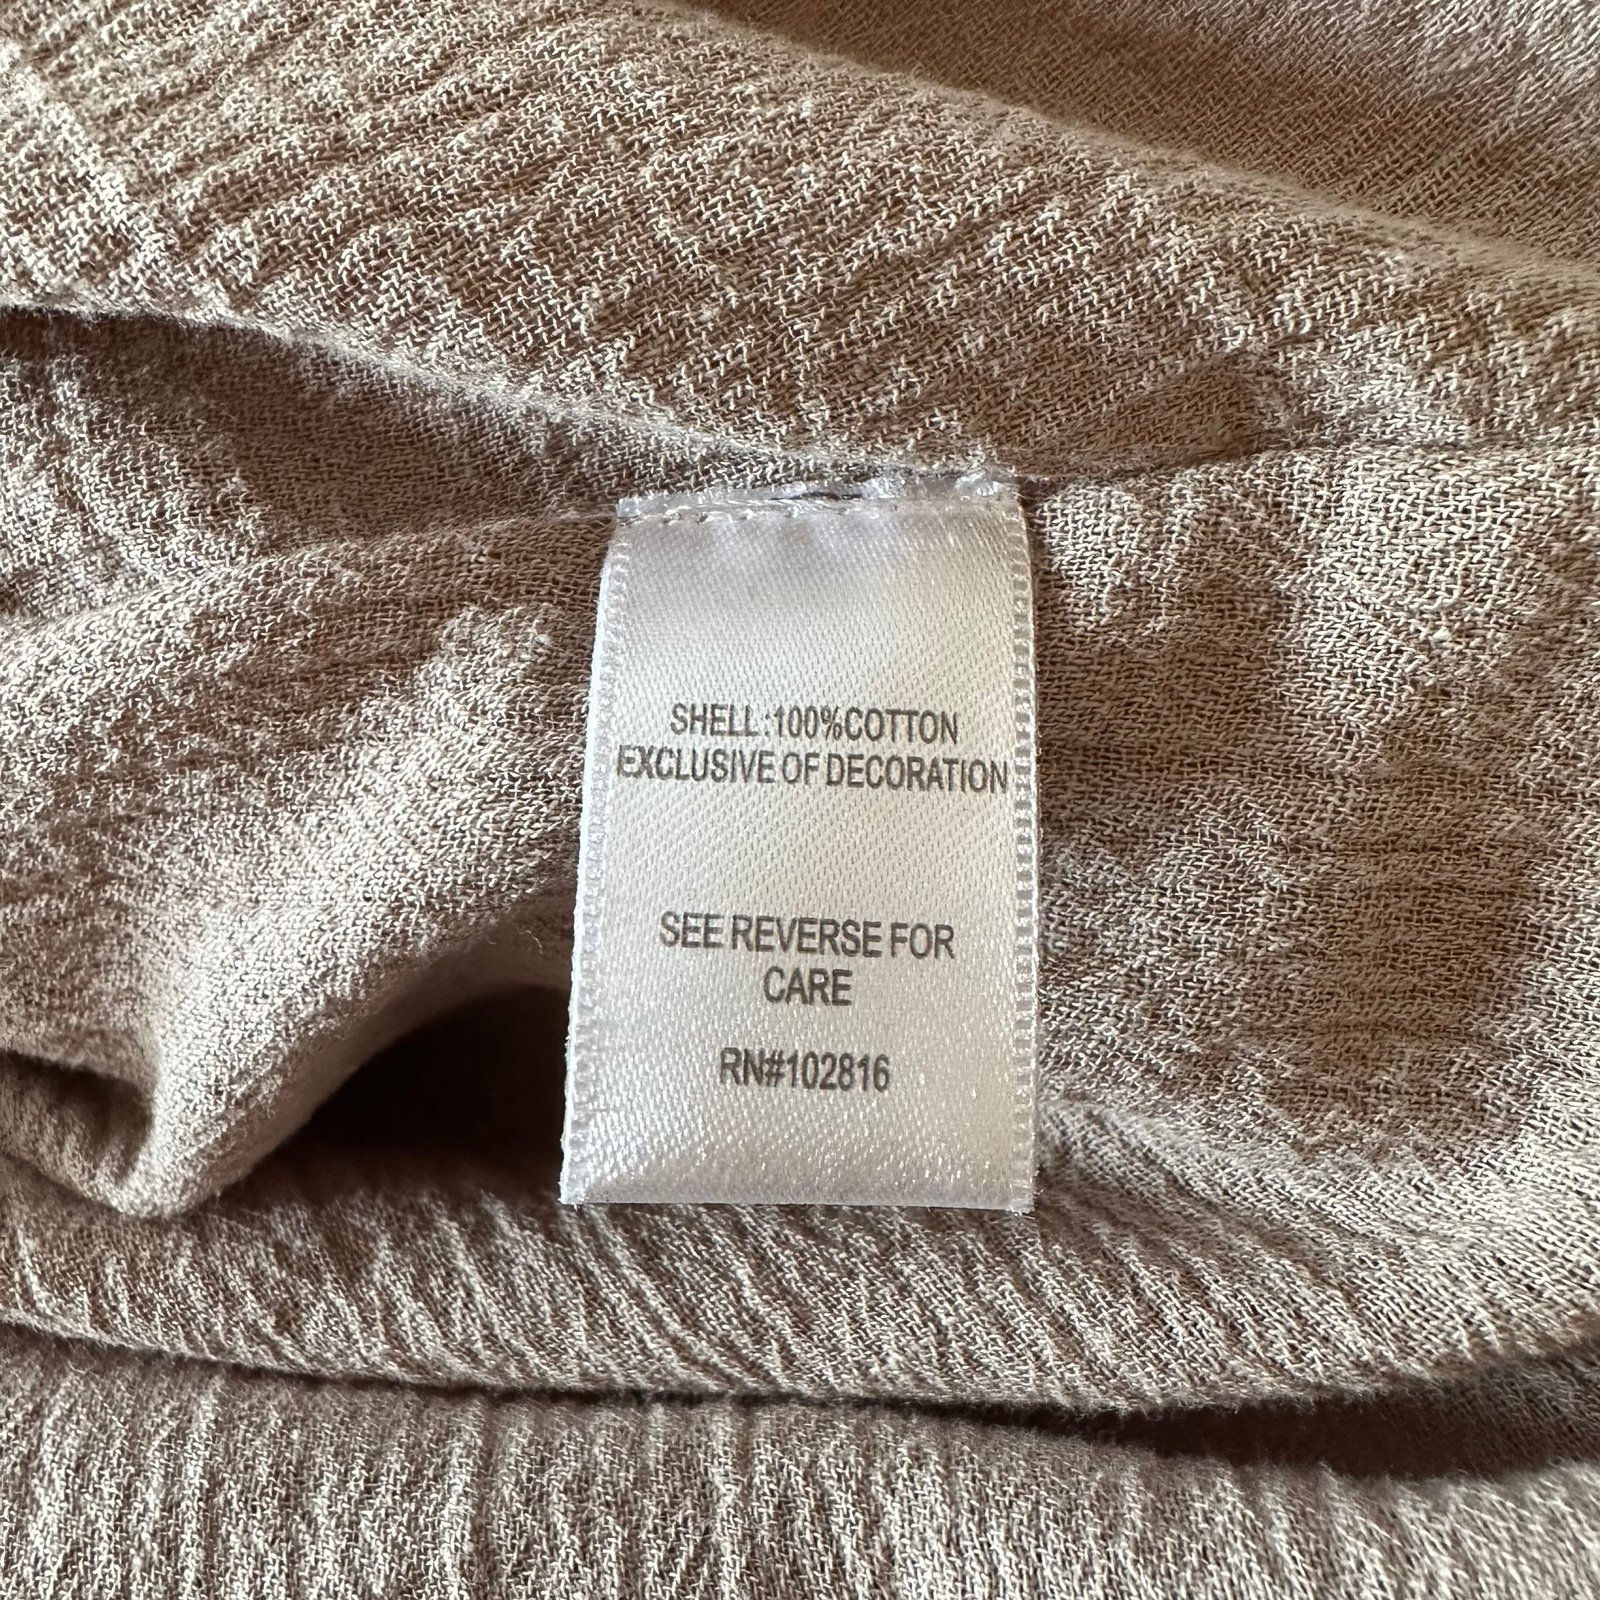 SHELL:100%COTTON
EXCLUSIVE OF DECORATION
SEE REVERSE FOR
CARE
RN#102816